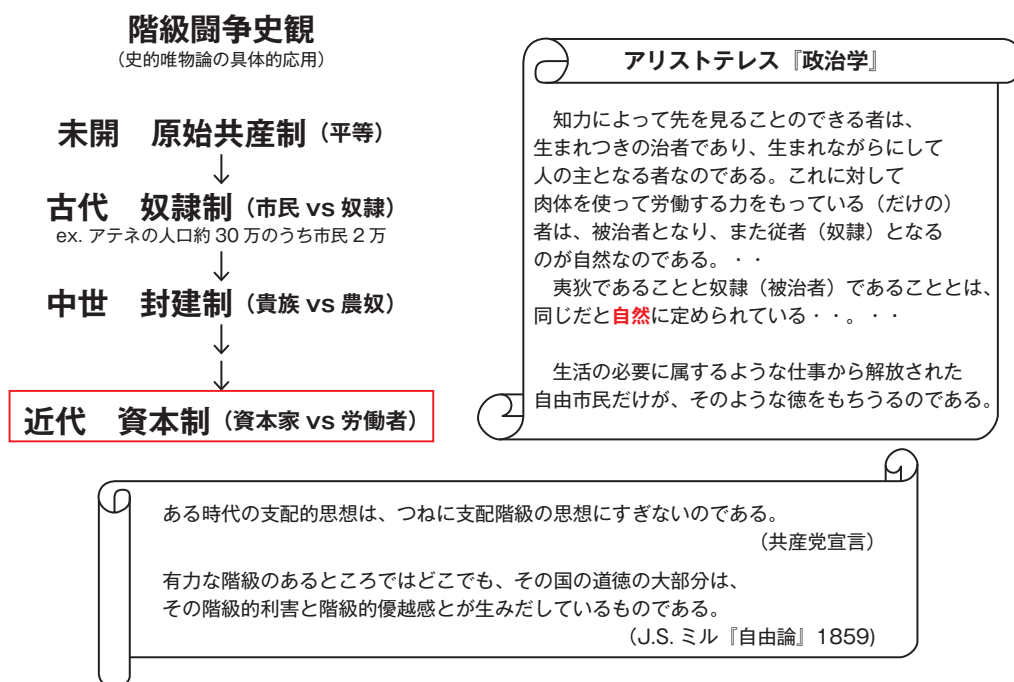 階級闘争史観
（史的唯物論の具体的応用）
未開　原始共産制（平等）
↓
古代　奴隷制（市民 vs 奴隷）
ex. アテネの人口約 30 万のうち市民 2 万
↓
中世　封建制（貴族 vs 農奴）
↓
↓
近代　資本制（資本家 vs 労働者）
アリストテレス『政治学』
　知力によって先を見ることのできる者は、
生まれつきの治者であり、生まれながらにして
人の主となる者なのである。これに対して
肉体を使って労働する力をもっている（だけの）
者は、被治者となり、また従者（奴隷）となる
のが自然なのである。・・
　実狄であることと奴隷（被治者）であることとは、
同じだと自然に定められている・・。・・
　生活の必要に属するような仕事から解放された
自由市民だけが、そのような徳をもちうるのである。
ある時代の支配的思想は、つねに支配階級の思想にすぎないのである。
（共産党宣言）
有力な階級のあるところではどこでも、その国の道徳の大部分は、
その階級的利害と階級的優越感とが生みだしているものである。
（J.S. ミル『自由論』1859)